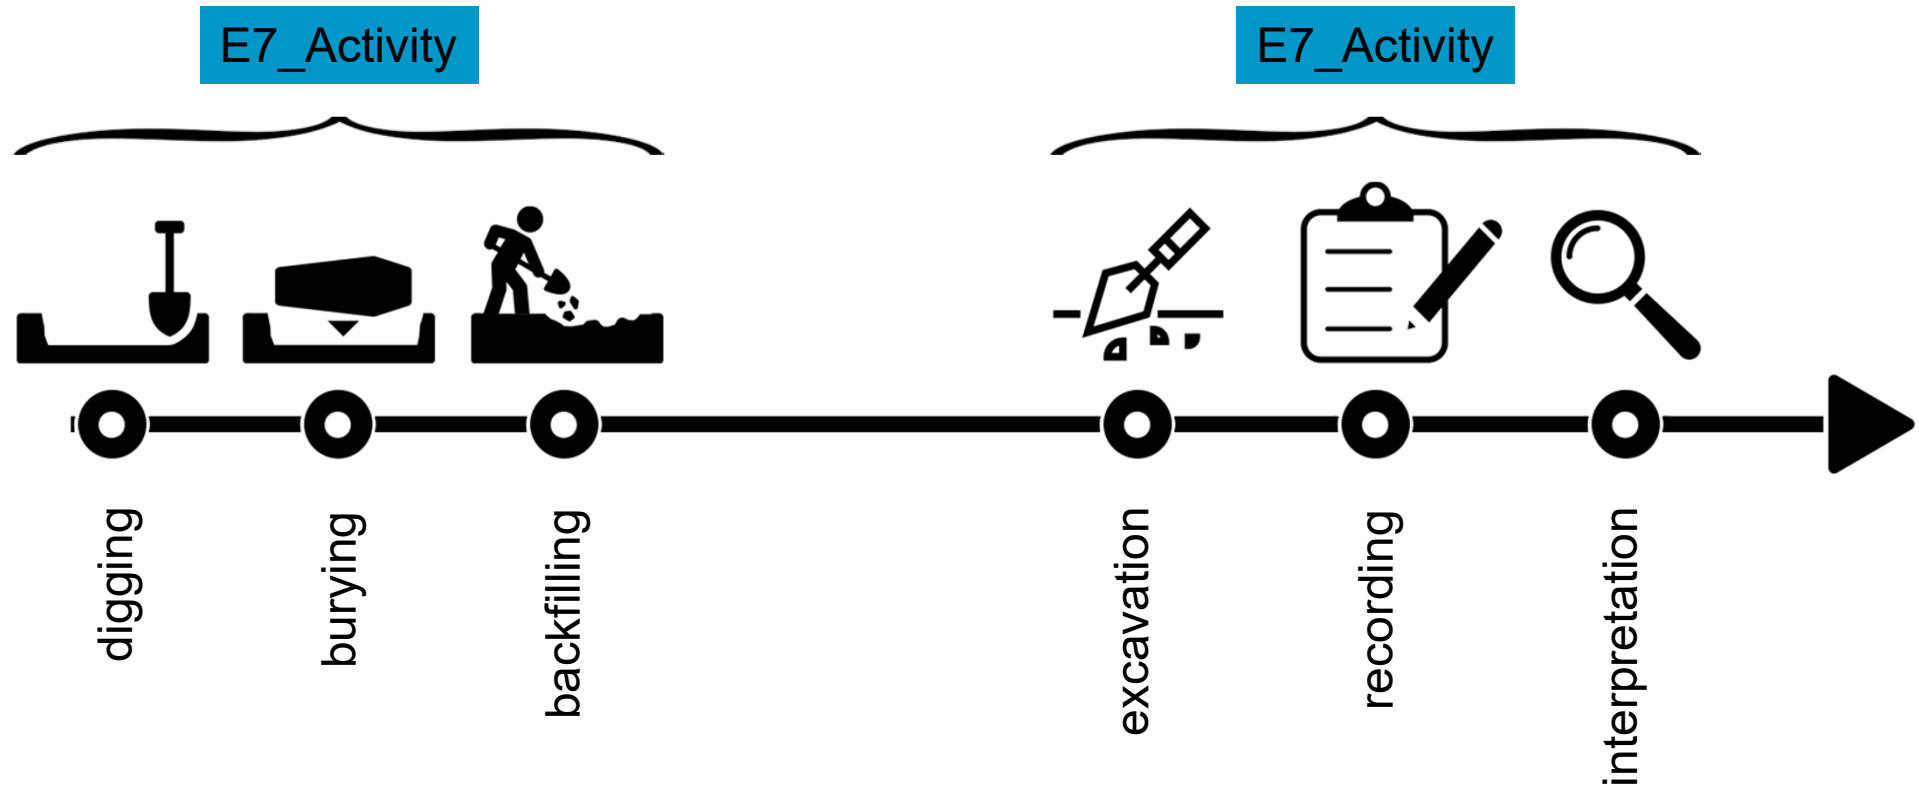 E7_Activity
E7_Activity
digging
burying
backfilling
excavation
recording
interpretation